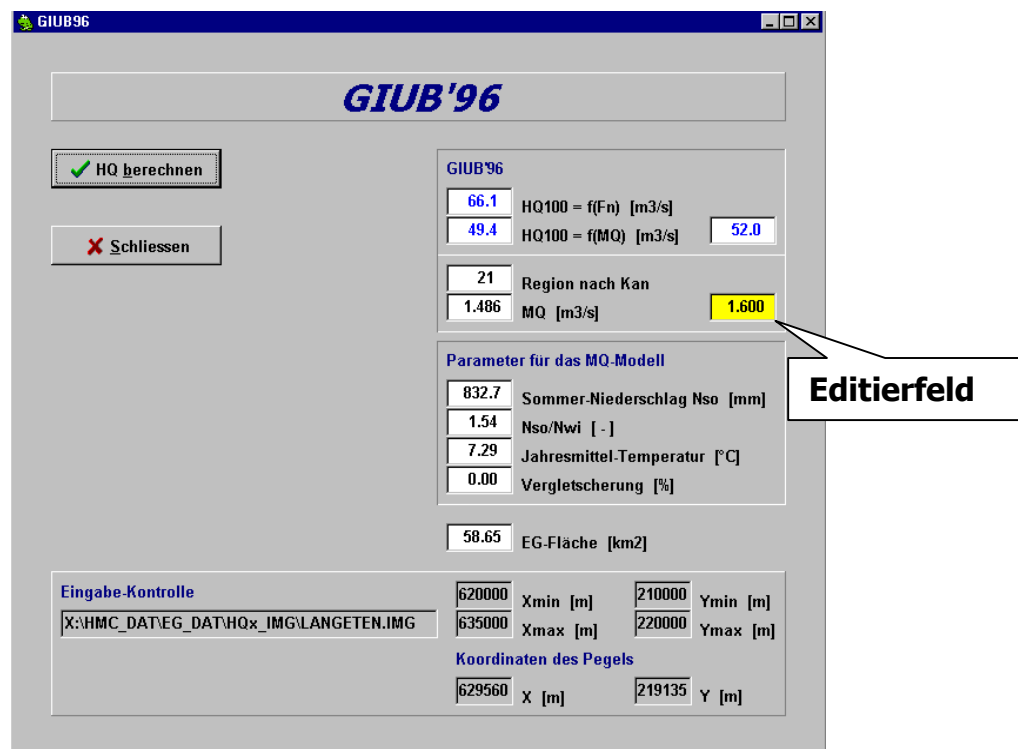 GIUB96
GIUB'96
HQ berechnen
Schliessen
GIUB'96
66.1 HQ100 = f(Fn) [m3/s]
49.4 HQ100 = f(MQ) [m3/s] 52.0
21 Region nach Kan
1.486 MQ [m3/s] 1.600
Editierfeld
Parameter für das MQ-Modell
832.7 Sommer-Niederschlag Nso [mm]
1.54 Nso/Nwi [ - ]
7.29 Jahresmittel-Temperatur [°C]
0.00 Vergletscherung [%]
58.65 EG-Fläche [km2]
Eingabe-Kontrolle
X:\HMC_DAT\EG_DAT\HQx_IMG\LANGETEN.IMG
620000 Xmin [m] 210000 Ymin [m]
635000 Xmax [m] 220000 Ymax [m]
Koordinaten des Pegels
629560 X [m] 219135 Y [m]